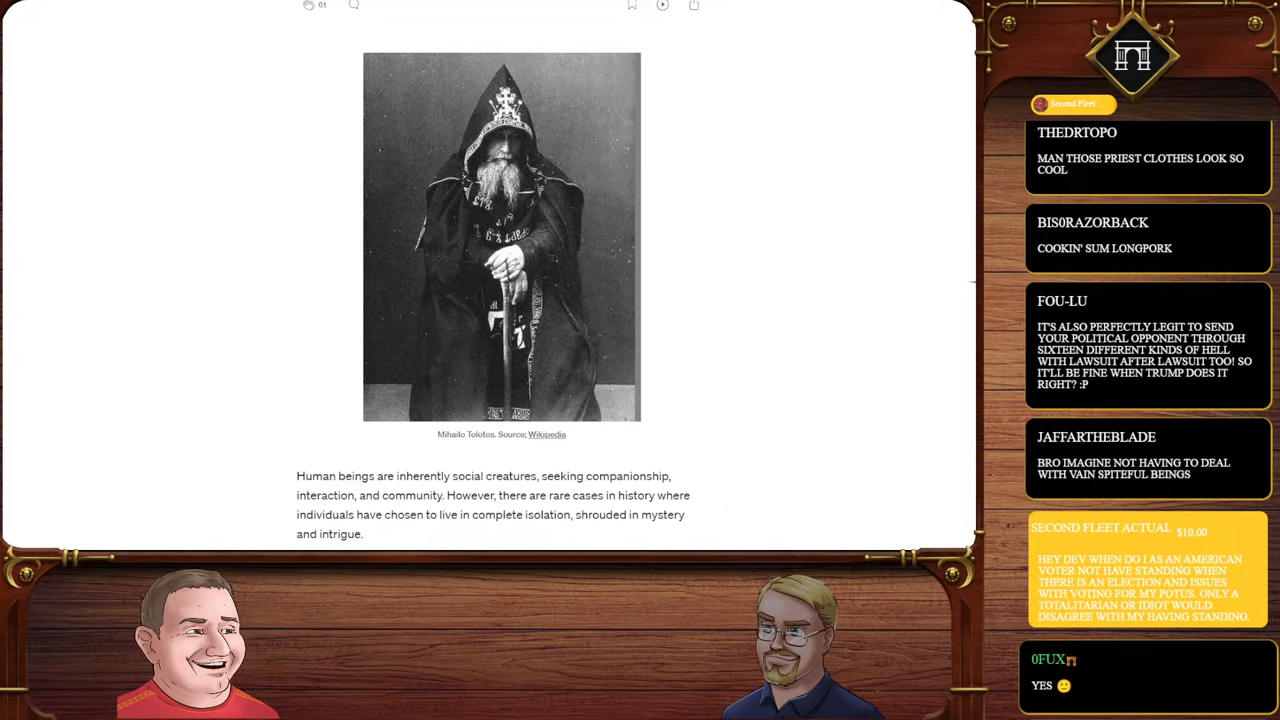 61
Mihailo Tolotos. Source; Wikipedia
Human beings are inherently social creatures, seeking companionship,
interaction, and community. However, there are rare cases in history where
individuals have chosen to live in complete isolation, shrouded in mystery
and intrigue.
Second Fleet ...
THEDRTOPO
MAN THOSE PRIEST CLOTHES LOOK SO
COOL
BIS0RAZORBACK
COOKIN' SUM LONGPORK
FOU-LU
IT'S ALSO PERFECTLY LEGIT TO SEND
YOUR POLITICAL OPPONENT THROUGH
SIXTEEN DIFFERENT KINDS OF HELL
WITH LAWSUIT AFTER LAWSUIT TOO! SO
IT'LL BE FINE WHEN TRUMP DOES IT
RIGHT? :P
JAFFARTHEBLADE
BRO IMAGINE NOT HAVING TO DEAL
WITH VAIN SPITEFUL BEINGS
SECOND FLEET ACTUAL $10.00
HEY DEV WHEN DO I AS AN AMERICAN
VOTER NOT HAVE STANDING WHEN
THERE IS AN ELECTION AND ISSUES
WITH VOTING FOR MY POTUS. ONLY A
TOTALITARIAN OR IDIOT WOULD
DISAGREE WITH MY HAVING STANDING.
0FUX
YES 🙂